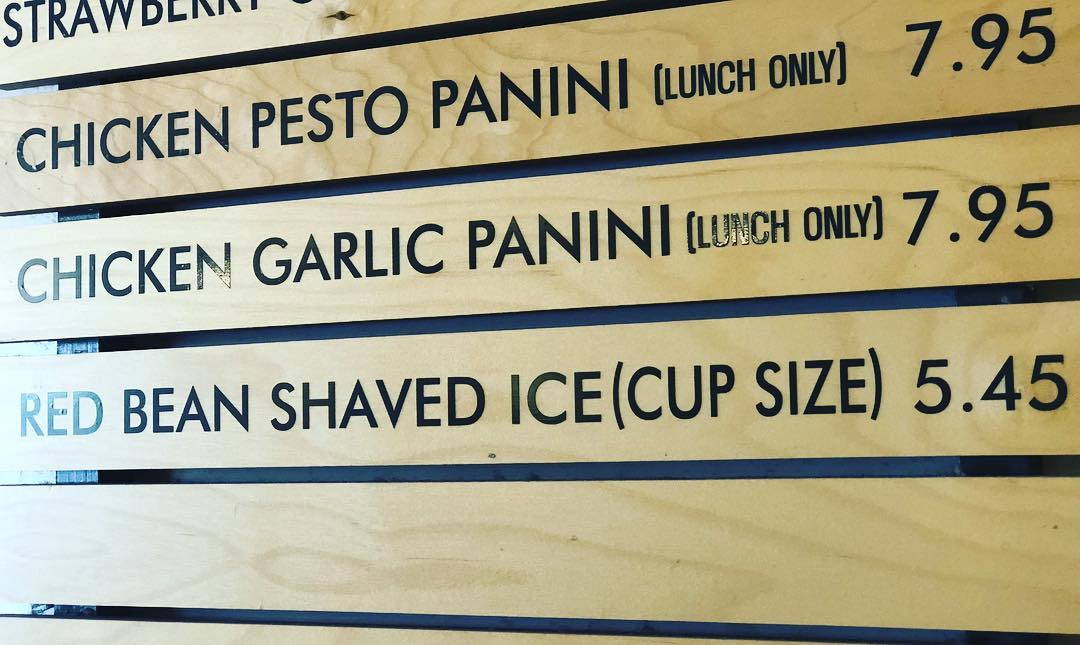 STRAWBERRY
CHICKEN PESTO PANINI (LUNCH ONLY) 7.95
CHICKEN GARLIC PANINI (LUNCH ONLY) 7.95
RED BEAN SHAVED ICE (CUP SIZE) 5.45